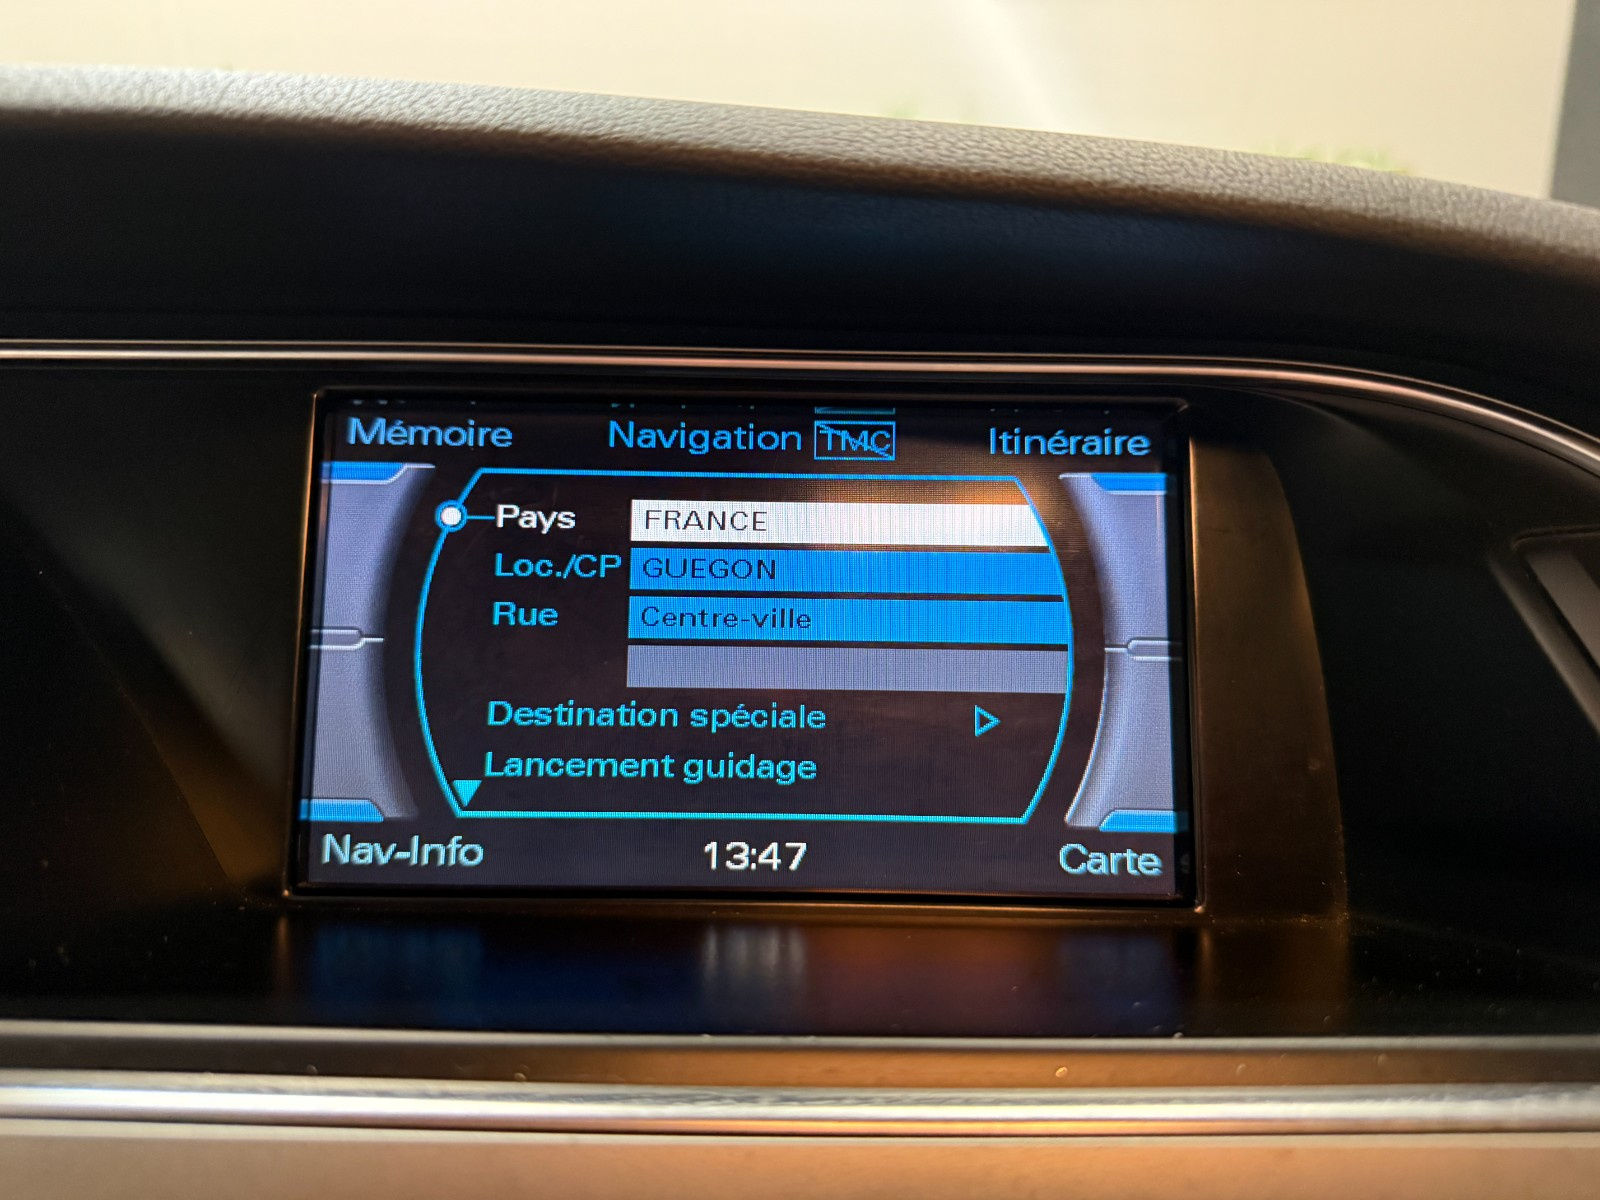 Mémoire Navigation TMC Itinéraire
Pays FRANCE
Loc./CP GUEGON
Rue Centre-ville
Destination spéciale
Lancement guidage
Nav-Info 13:47 Carte